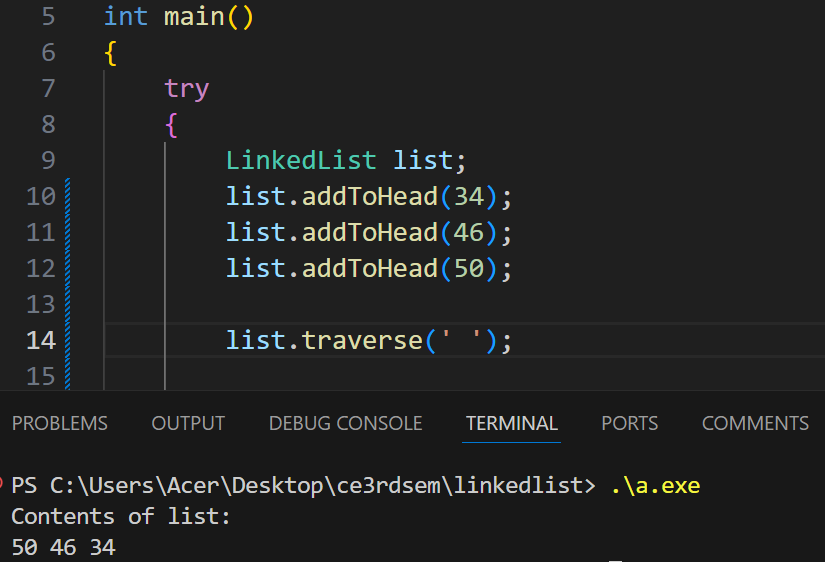 5 int main()
6 {
7 try
8 {
9 LinkedList list;
10 list.addToHead(34);
11 list.addToHead(46);
12 list.addToHead(50);
13
14 list.traverse(' ');
15
PROBLEMS OUTPUT DEBUG CONSOLE TERMINAL PORTS COMMENTS
PS C:\Users\Acer\Desktop\ce3rdsem\linkedlist> .\a.exe
Contents of list:
50 46 34